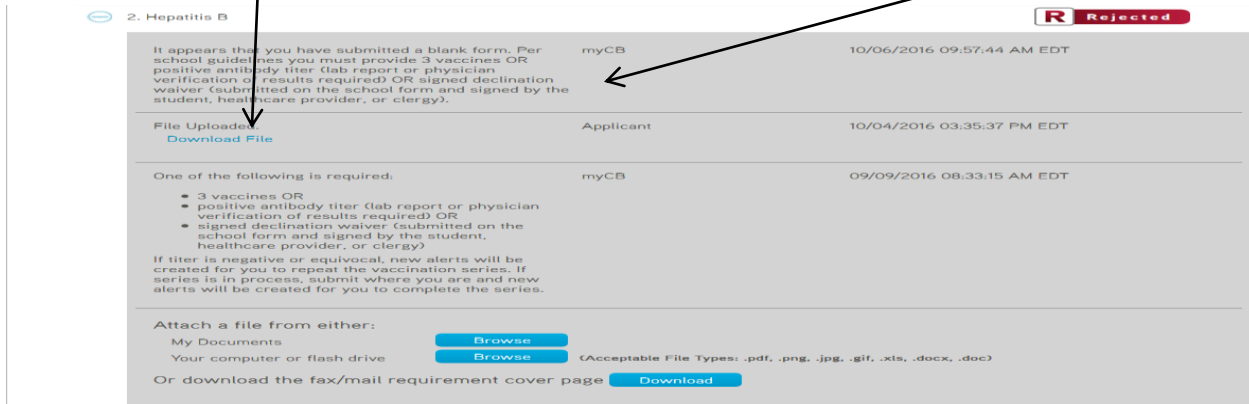 2. Hepatitis B
R Rejected
It appears that you have submitted a blank form. Per myCB 10/06/2016 09:57:44 AM EDT
school guidelines you must provide 3 vaccines OR
positive antibody titer (lab report or physician
verification of results required) OR signed declination
waiver (submitted on the school form and signed by the
student, healthcare provider, or clergy).
File Uploaded. Applicant 10/04/2016 03:35:37 PM EDT
Download File
One of the following is required: myCB 09/09/2016 08:33:15 AM EDT
• 3 vaccines OR
• positive antibody titer (lab report or physician
verification of results required) OR
• signed declination waiver (submitted on the
school form and signed by the student,
healthcare provider, or clergy)
If titer is negative or equivocal, new alerts will be
created for you to repeat the vaccination series. If
series is in process, submit where you are and new
alerts will be created for you to complete the series.
Attach a file from either:
My Documents Browse
Your computer or flash drive Browse (Acceptable File Types: .pdf, .png, .jpg, .gif, .xls, .docx, .doc)
Or download the fax/mail requirement cover page Download